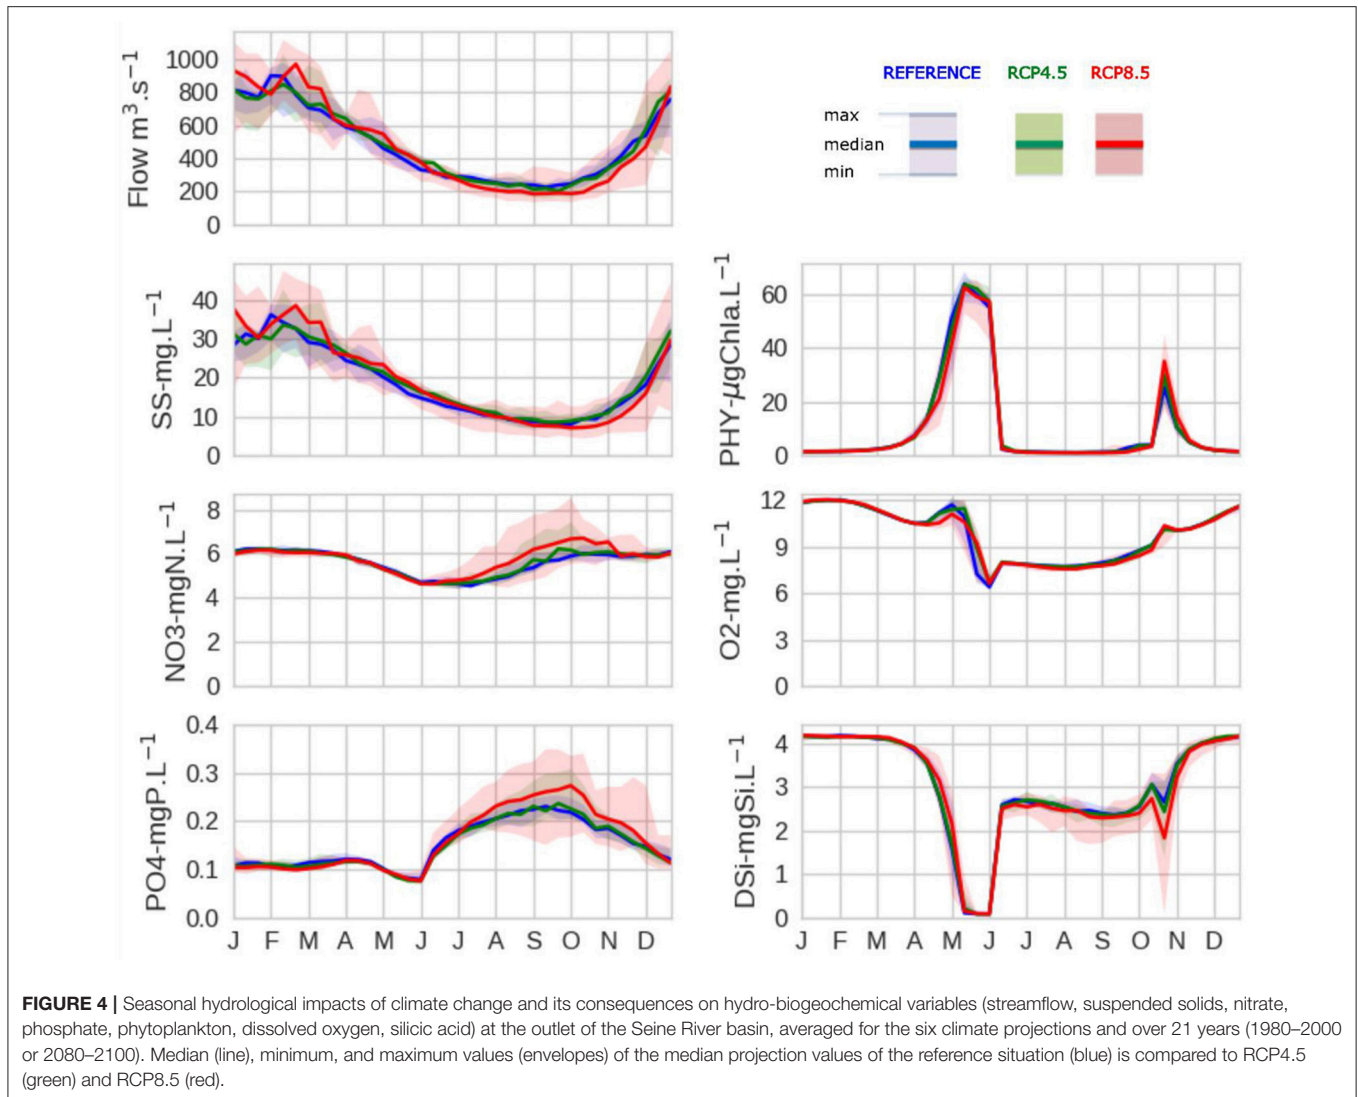 Flow m³.s⁻¹
1000
800
600
400
200
0
REFERENCE RCP4.5 RCP8.5
max
median
min
SS-mg.L⁻¹
40
30
20
10
0
PHY-µgChla.L⁻¹
60
40
20
0
NO3-mgN.L⁻¹
8
6
4
2
0
O2-mg.L⁻¹
12
9
6
3
0
PO4-mgP.L⁻¹
0.4
0.3
0.2
0.1
0.0
J F M A M J J A S O N D
DSi-mgSi.L⁻¹
4
3
2
1
0
J F M A M J J A S O N D
FIGURE 4 | Seasonal hydrological impacts of climate change and its consequences on hydro-biogeochemical variables (streamflow, suspended solids, nitrate,
phosphate, phytoplankton, dissolved oxygen, silicic acid) at the outlet of the Seine River basin, averaged for the six climate projections and over 21 years (1980–2000
or 2080–2100). Median (line), minimum, and maximum values (envelopes) of the median projection values of the reference situation (blue) is compared to RCP4.5
(green) and RCP8.5 (red).